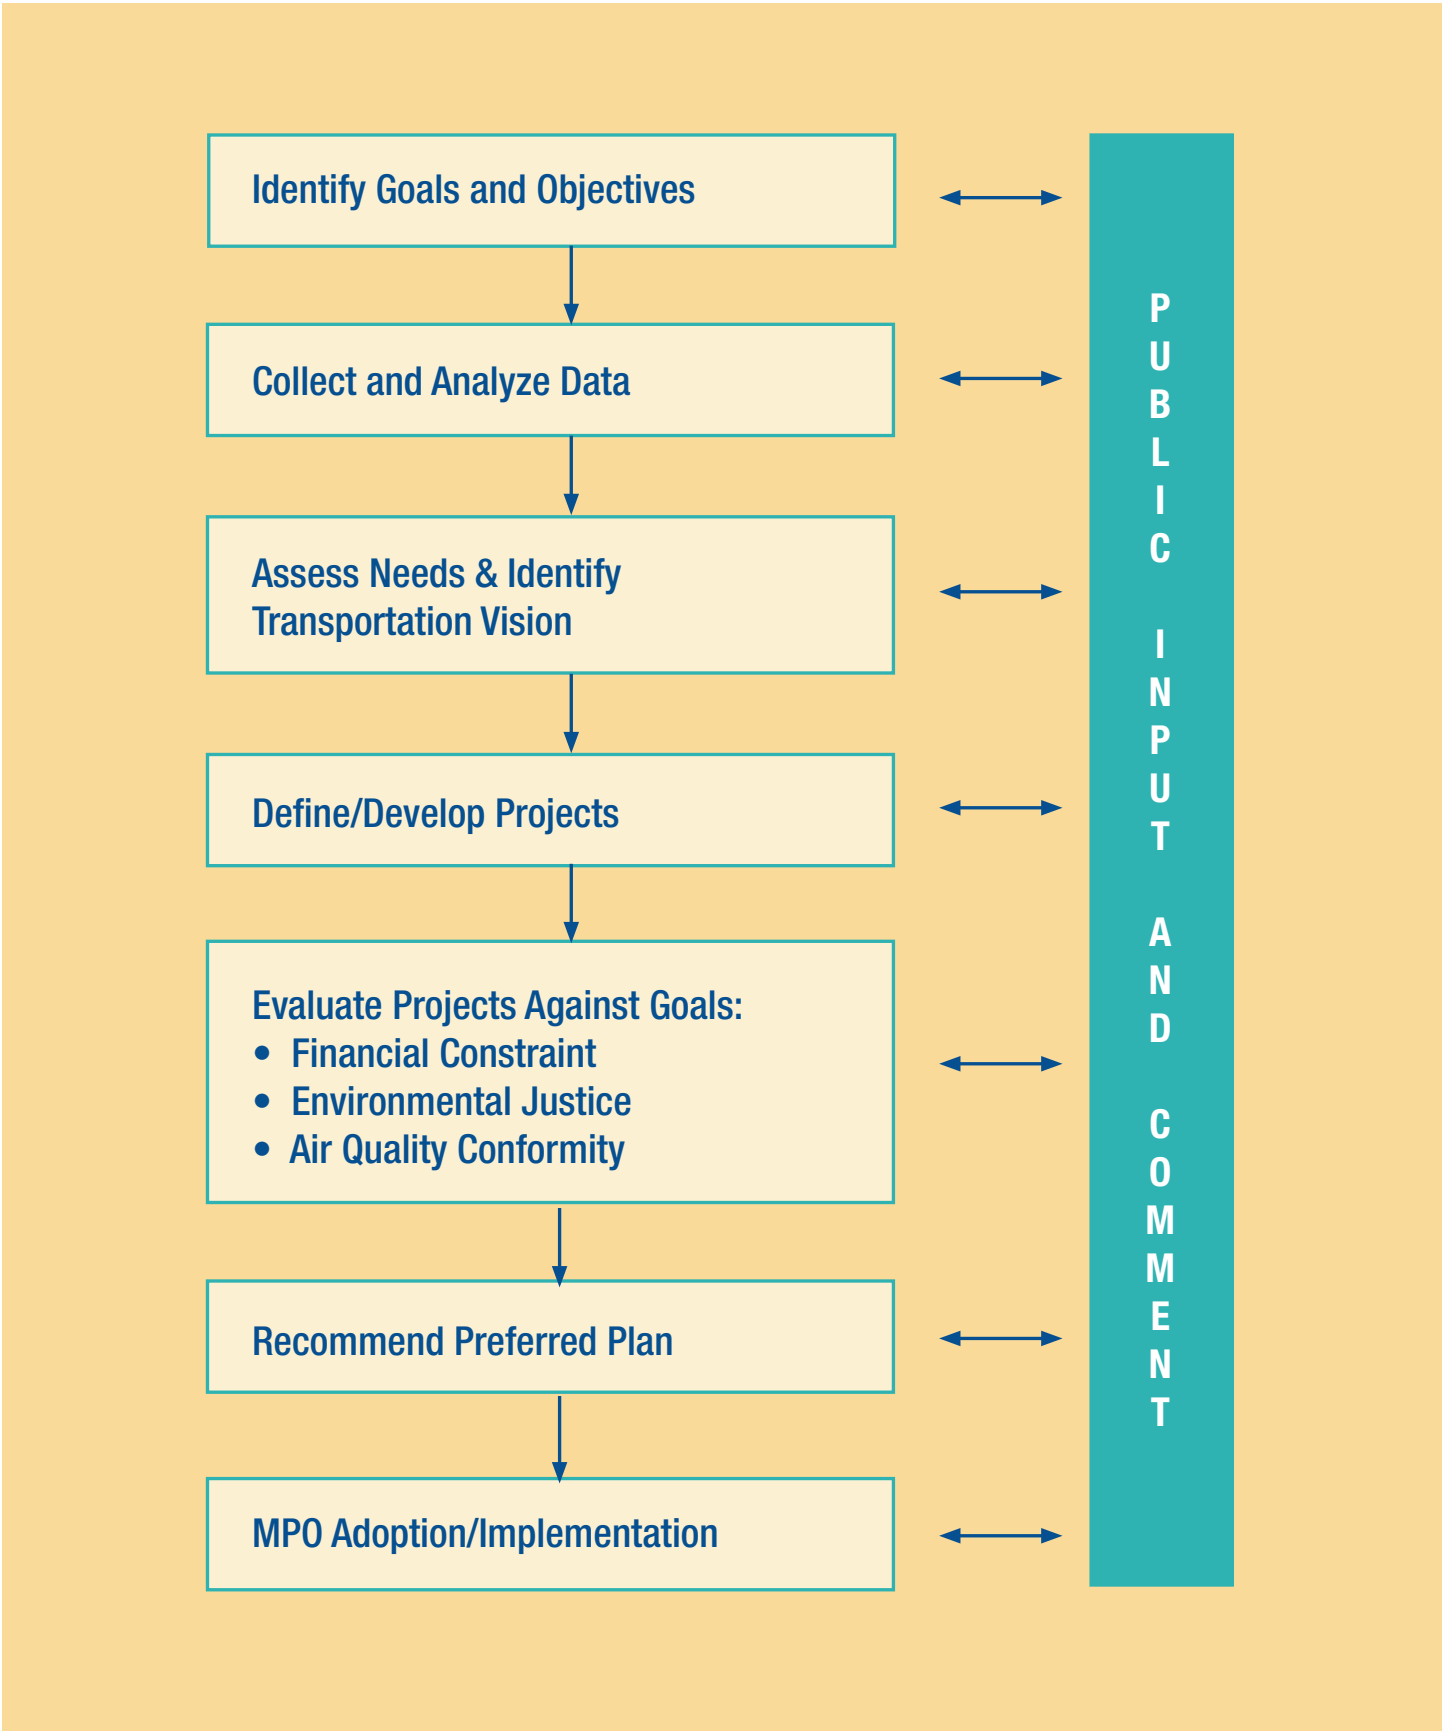 Identify Goals and Objectives
Collect and Analyze Data
Assess Needs & Identify
Transportation Vision
Define/Develop Projects
Evaluate Projects Against Goals:
• Financial Constraint
• Environmental Justice
• Air Quality Conformity
Recommend Preferred Plan
MPO Adoption/Implementation
PUBLIC INPUT AND COMMENT